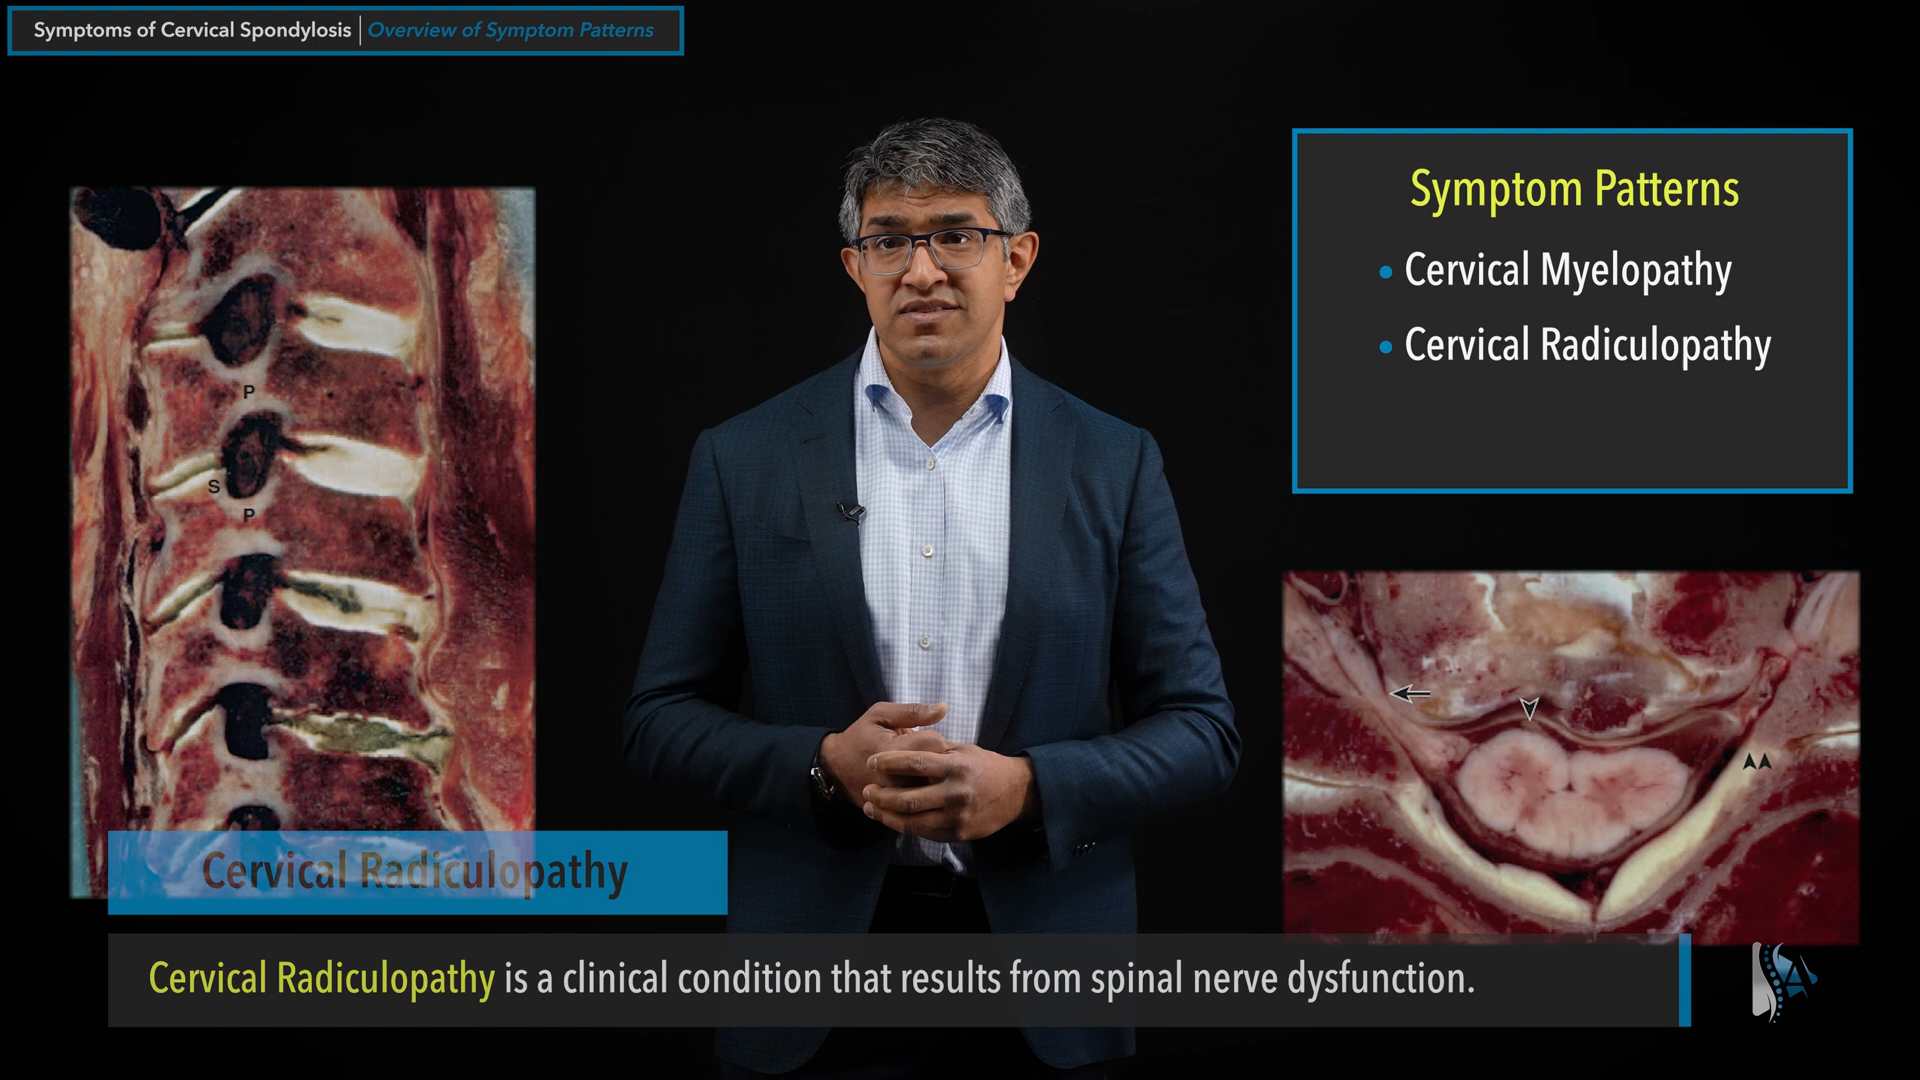 Symptoms of Cervical Spondylosis | Overview of Symptom Patterns
Symptom Patterns
• Cervical Myelopathy
• Cervical Radiculopathy
P
S
P
Cervical Radiculopathy
Cervical Radiculopathy is a clinical condition that results from spinal nerve dysfunction.